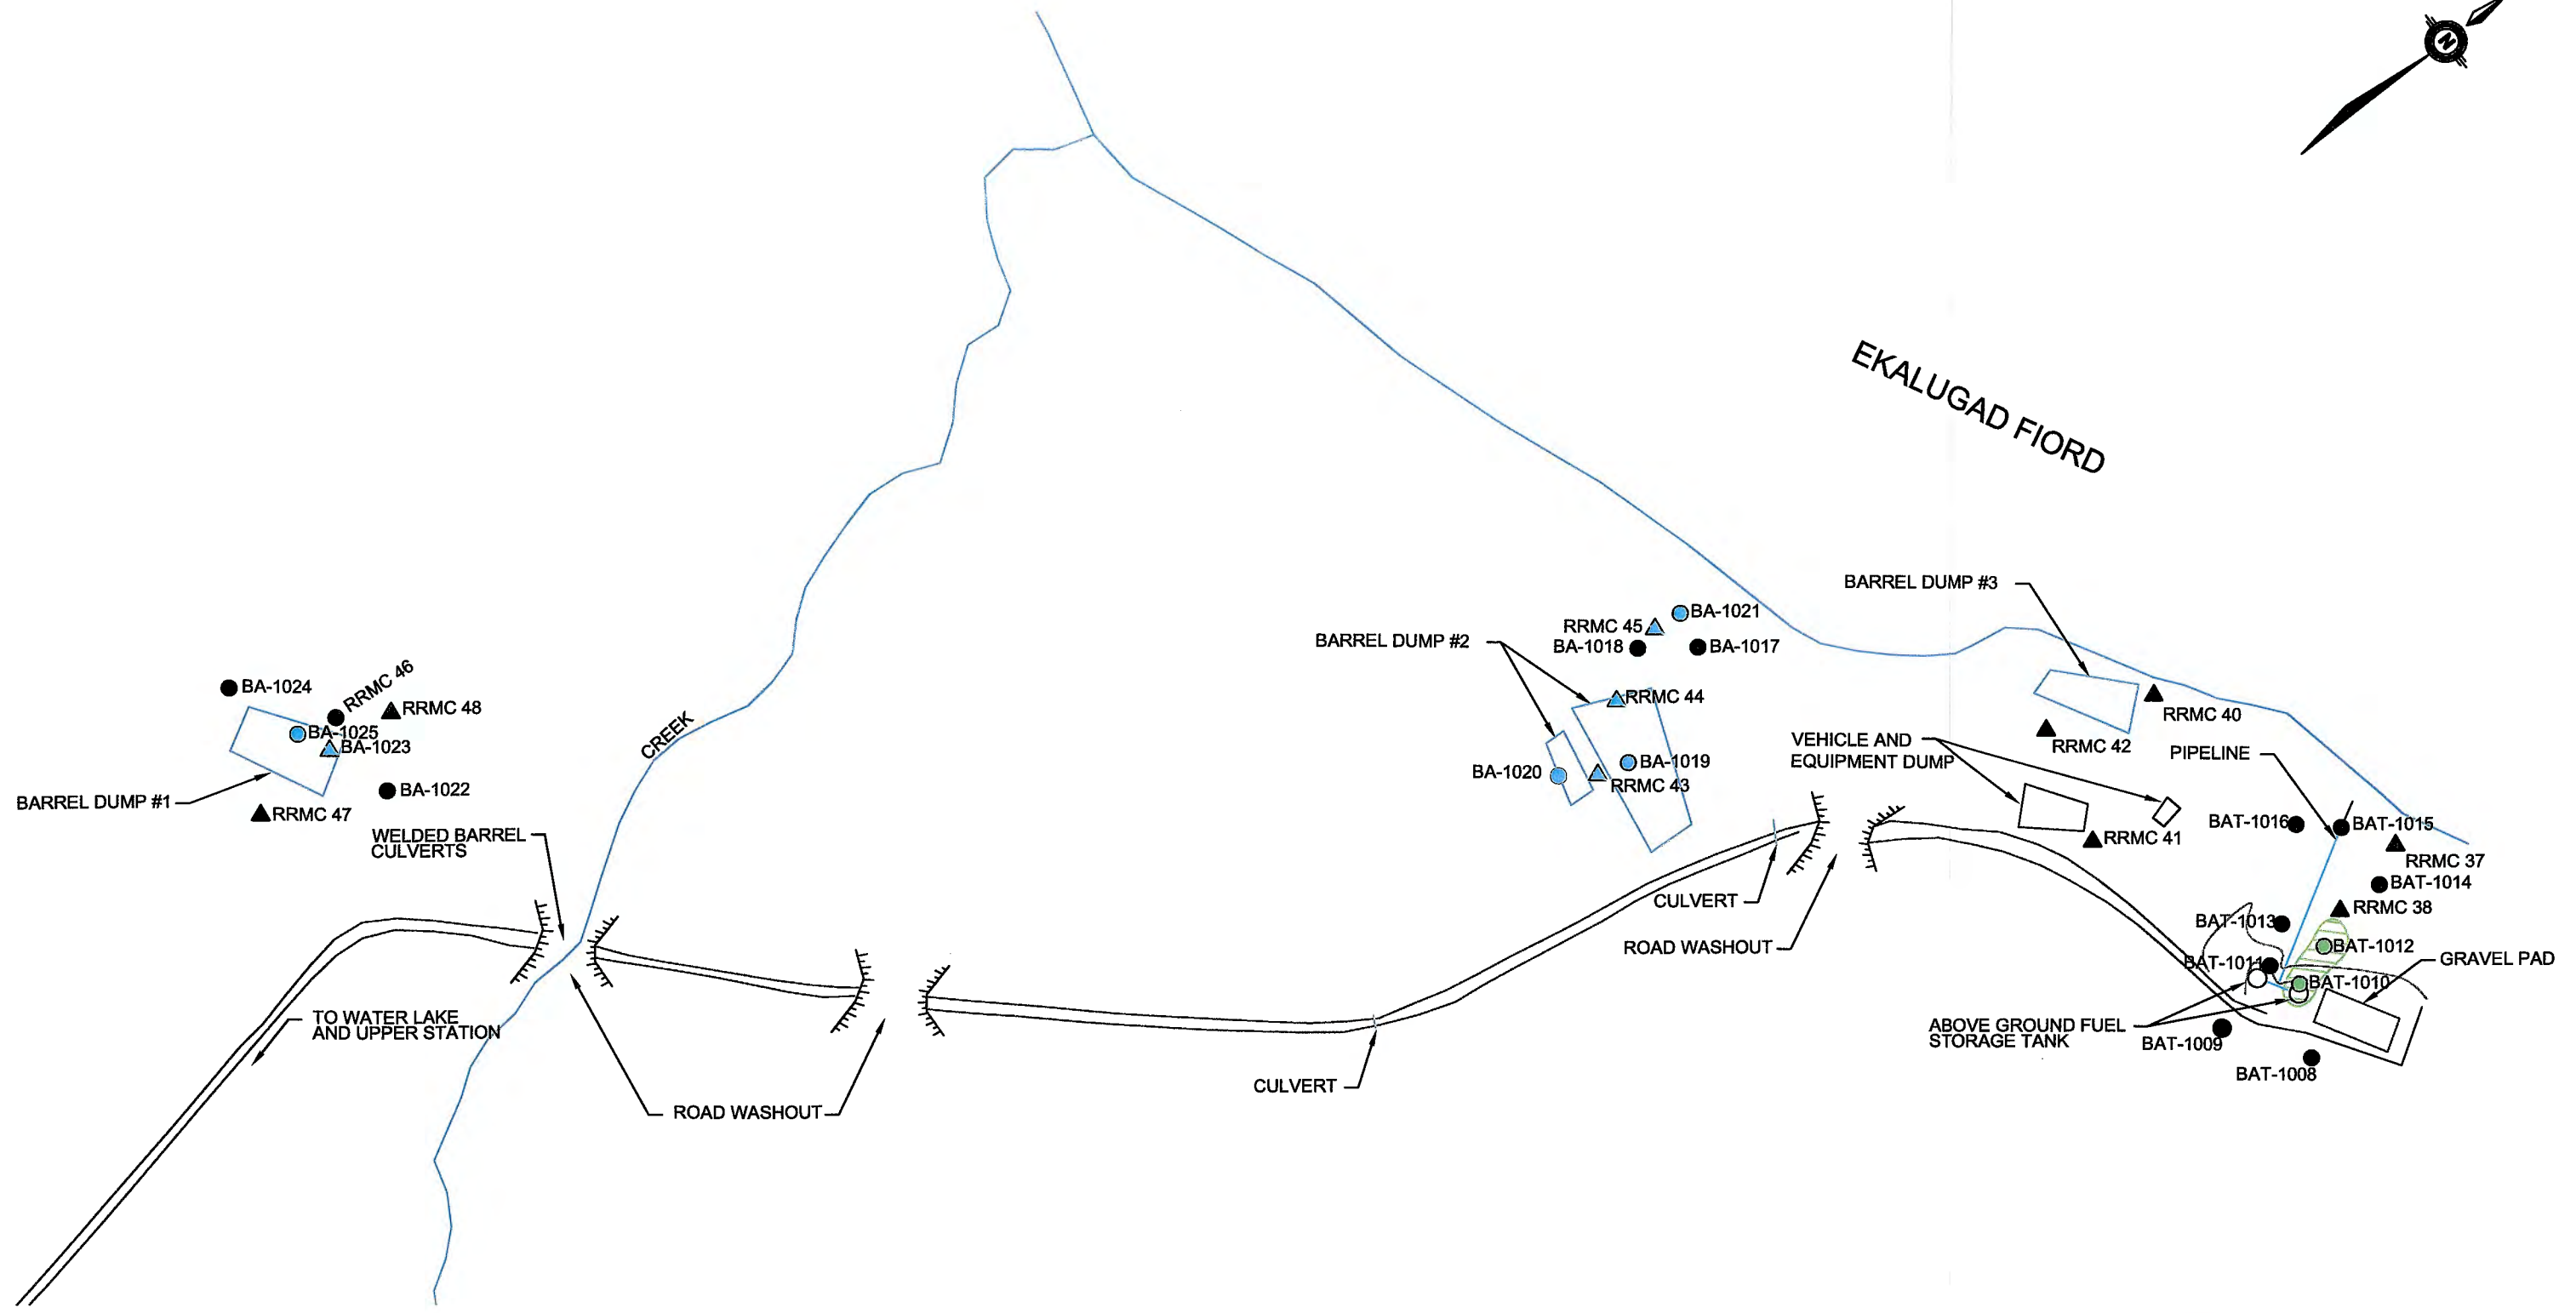 N
EKALUGAD FIORD
BARREL DUMP #3
BA-1021
RRMC 45
BA-1018
BA-1017
BARREL DUMP #2
RRMC 44
BA-1019
BA-1020
RRMC 43
RRMC 40
RRMC 42
VEHICLE AND
EQUIPMENT DUMP
PIPELINE
RRMC 46
BA-1024
RRMC 48
BA-1025
BA-1023
BA-1022
BARREL DUMP #1
RRMC 47
CREEK
WELDED BARREL
CULVERTS
BAT-1016
BAT-1015
RRMC 41
RRMC 37
BAT-1014
CULVERT
RRMC 38
BAT-1013
ROAD WASHOUT
BAT-1012
GRAVEL PAD
BAT-1011
BAT-1010
TO WATER LAKE
AND UPPER STATION
ABOVE GROUND FUEL
STORAGE TANK
BAT-1009
BAT-1008
CULVERT
ROAD WASHOUT